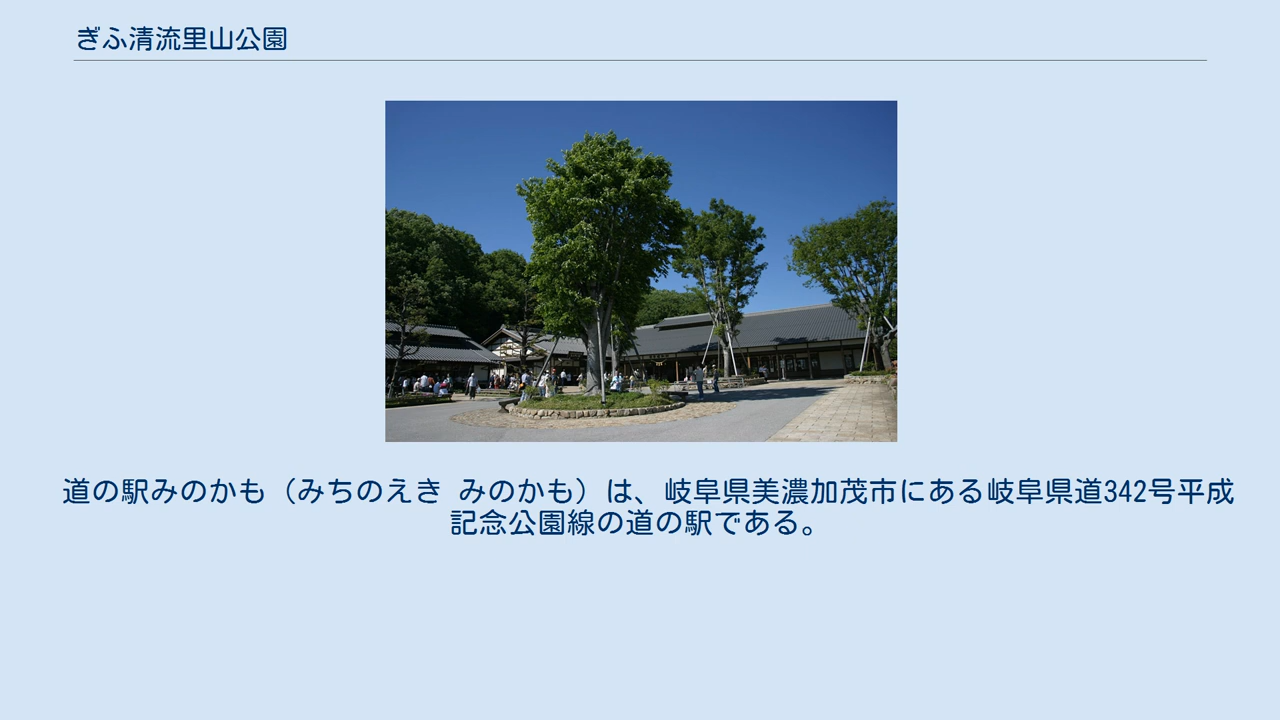 ぎふ清流里山公園
道の駅みのかも（みちのえき みのかも）は、岐阜県美濃加茂市にある岐阜県道342号平成
記念公園線の道の駅である。